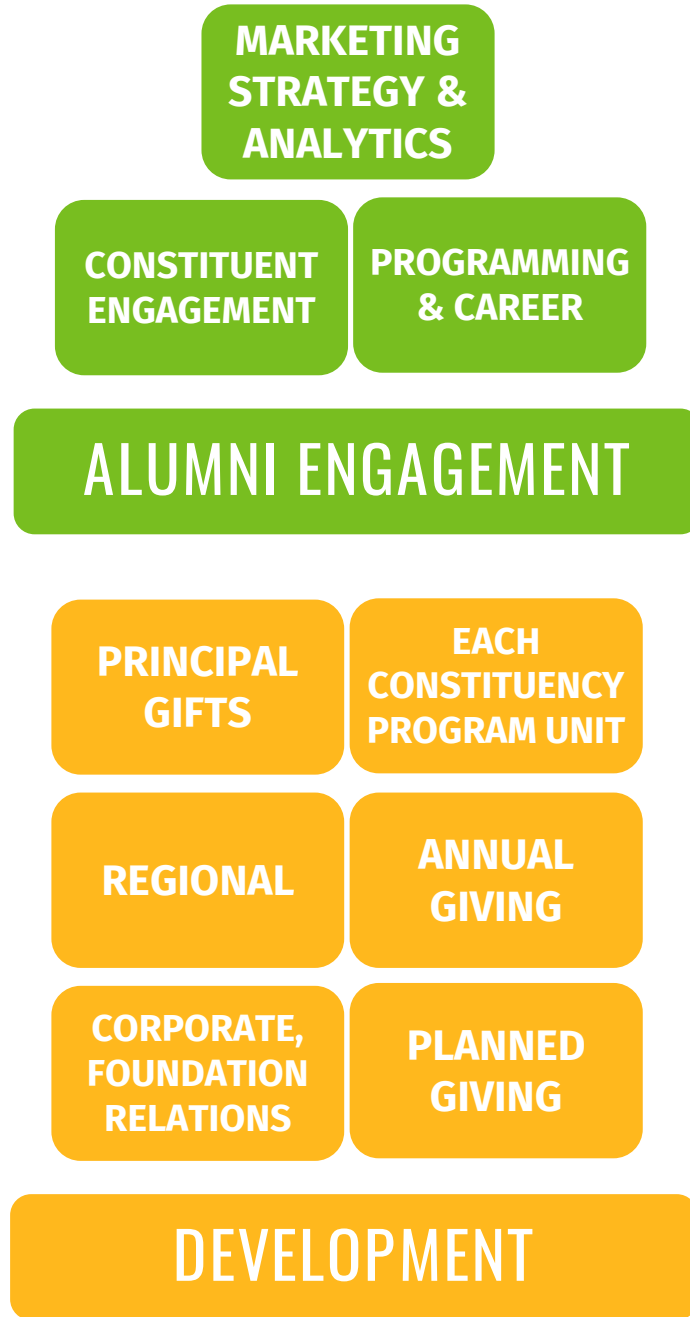 MARKETING
STRATEGY &
ANALYTICS
CONSTITUENT
ENGAGEMENT
PROGRAMMING
& CAREER
ALUMNI ENGAGEMENT
PRINCIPAL
GIFTS
EACH
CONSTITUENCY
PROGRAM UNIT
REGIONAL
ANNUAL
GIVING
CORPORATE,
FOUNDATION
RELATIONS
PLANNED
GIVING
DEVELOPMENT